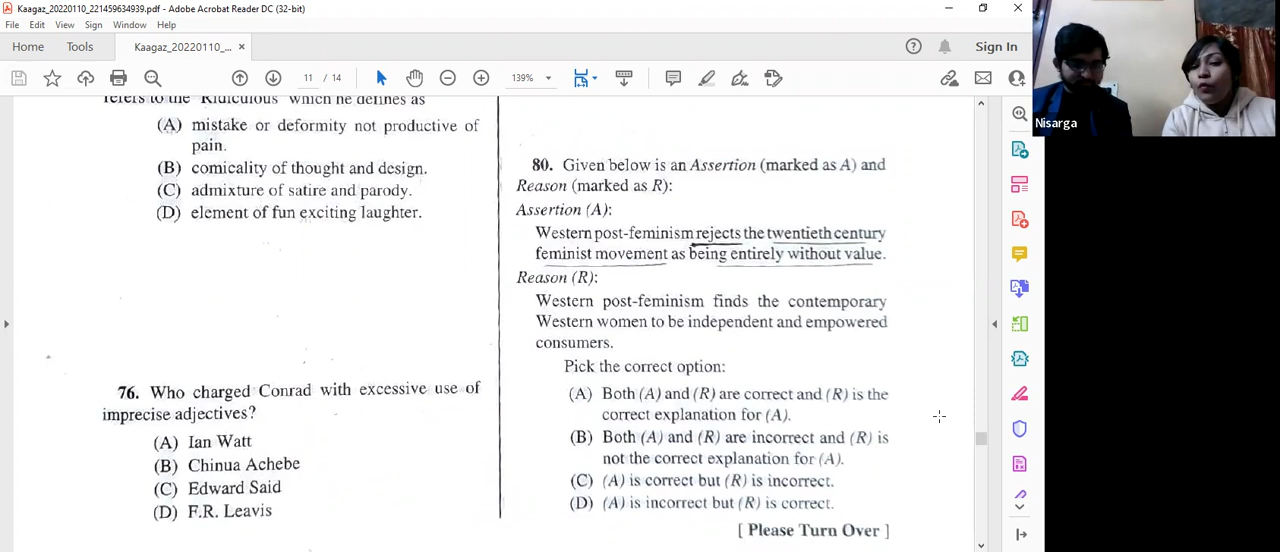 Kaagaz_20220110_221459634939.pdf - Adobe Acrobat Reader DC (32-bit)
File Edit View Sign Window Help
Home Tools Kaagaz_20220110_... × Sign In
11 / 14 139%
Nisarga
refers to the 'Ridiculous' which he defines as
(A) mistake or deformity not productive of
pain.
(B) comicality of thought and design.
(C) admixture of satire and parody.
(D) element of fun exciting laughter.
76. Who charged Conrad with excessive use of
imprecise adjectives?
(A) Ian Watt
(B) Chinua Achebe
(C) Edward Said
(D) F.R. Leavis
80. Given below is an Assertion (marked as A) and
Reason (marked as R):
Assertion (A):
Western post-feminism rejects the twentieth century
feminist movement as being entirely without value.
Reason (R):
Western post-feminism finds the contemporary
Western women to be independent and empowered
consumers.
Pick the correct option:
(A) Both (A) and (R) are correct and (R) is the
correct explanation for (A).
(B) Both (A) and (R) are incorrect and (R) is
not the correct explanation for (A).
(C) (A) is correct but (R) is incorrect.
(D) (A) is incorrect but (R) is correct.
[ Please Turn Over ]